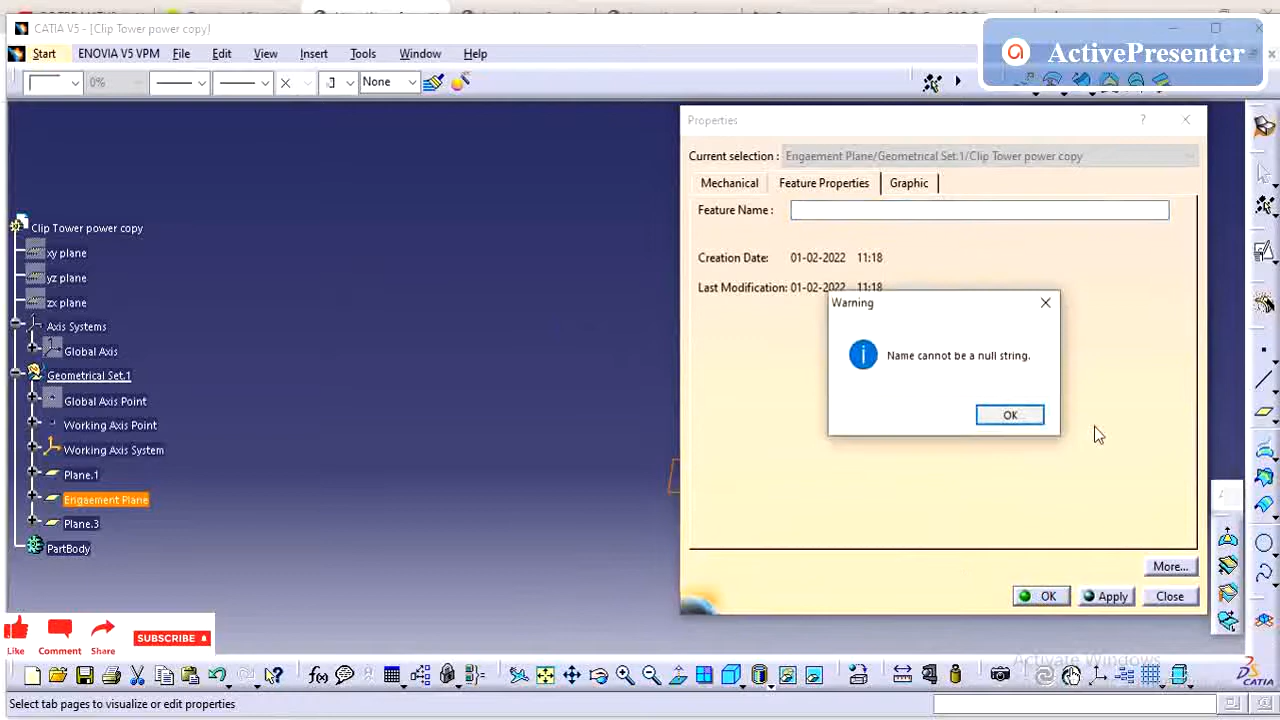 CATIA V5 - [Clip Tower power copy]
ActivePresenter
Start ENOVIA V5 VPM File Edit View Insert Tools Window Help
0% None
Properties
Current selection : Engaement Plane/Geometrical Set.1/Clip Tower power copy
Mechanical Feature Properties Graphic
Feature Name :
Creation Date: 01-02-2022 11:18
Last Modification: 01-02-2022 11:18
Warning
Name cannot be a null string.
OK
More...
OK Apply Close
Clip Tower power copy
xy plane
yz plane
zx plane
Axis Systems
Global Axis
Geometrical Set.1
Global Axis Point
Working Axis Point
Working Axis System
Plane.1
Engaement Plane
Plane.3
PartBody
Like Comment Share SUBSCRIBE
Activate Windows
CATIA
Select tab pages to visualize or edit properties